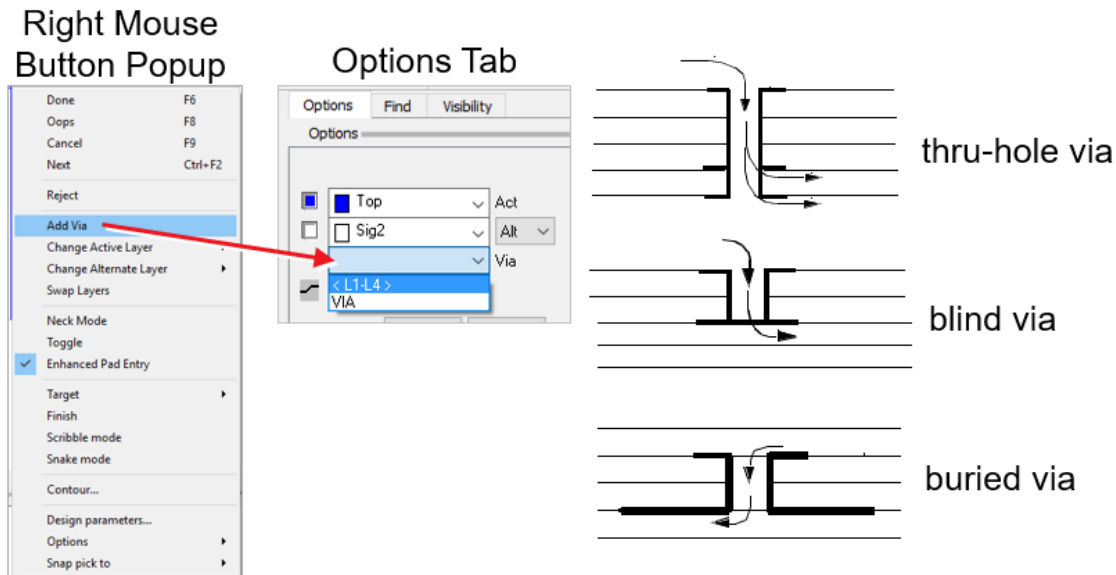 Right Mouse
Button Popup
Done F6
Oops F8
Cancel F9
Next Ctrl+F2
Reject
Add Via
Change Active Layer
Change Alternate Layer
Swap Layers
Neck Mode
Toggle
Enhanced Pad Entry
Target
Finish
Scribble mode
Snake mode
Contour...
Design parameters...
Options
Snap pick to
Options Tab
Options Find Visibility
Options
Top Act
Sig2 Alt
Via
< L1-L4 >
VIA
thru-hole via
blind via
buried via